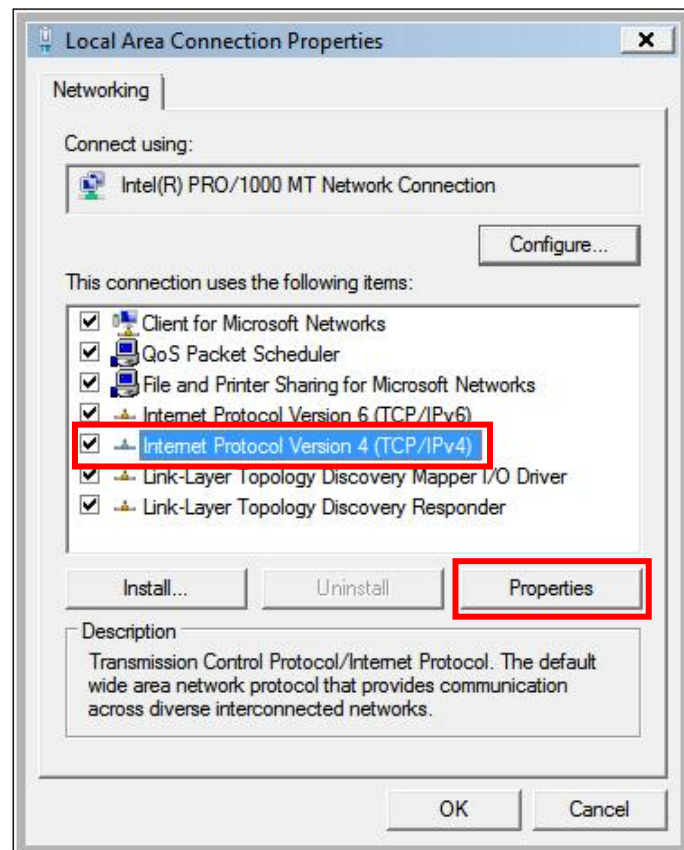 Local Area Connection Properties
Networking
Connect using:
Intel(R) PRO/1000 MT Network Connection
Configure...
This connection uses the following items:
Client for Microsoft Networks
QoS Packet Scheduler
File and Printer Sharing for Microsoft Networks
Internet Protocol Version 6 (TCP/IPv6)
Internet Protocol Version 4 (TCP/IPv4)
Link-Layer Topology Discovery Mapper I/O Driver
Link-Layer Topology Discovery Responder
Install... Uninstall Properties
Description
Transmission Control Protocol/Internet Protocol. The default
wide area network protocol that provides communication
across diverse interconnected networks.
OK Cancel